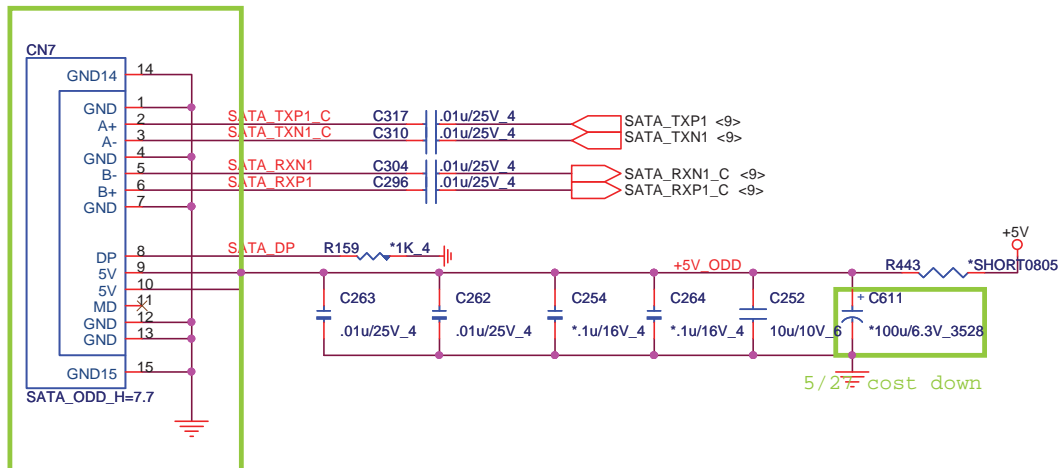 CN7
GND14 14
GND 1
A+ 2 SATA_TXP1_C C317 .01u/25V_4 SATA_TXP1 <9>
A- 3 SATA_TXN1_C C310 .01u/25V_4 SATA_TXN1 <9>
GND 4
B- 5 SATA_RXN1 C304 .01u/25V_4 SATA_RXN1_C <9>
B+ 6 SATA_RXP1 C296 .01u/25V_4 SATA_RXP1_C <9>
GND 7
+5V
DP 8 SATA_DP R159 *1K_4
5V 9 +5V_ODD R443 *SHORT0805
5V 10
MD 11
GND 12
GND 13
C263 C262 C254 C264 C252 + C611
.01u/25V_4 .01u/25V_4 *.1u/16V_4 *.1u/16V_4 10u/10V_6 *100u/6.3V_3528
GND15 15
5/27 cost down
SATA_ODD_H=7.7